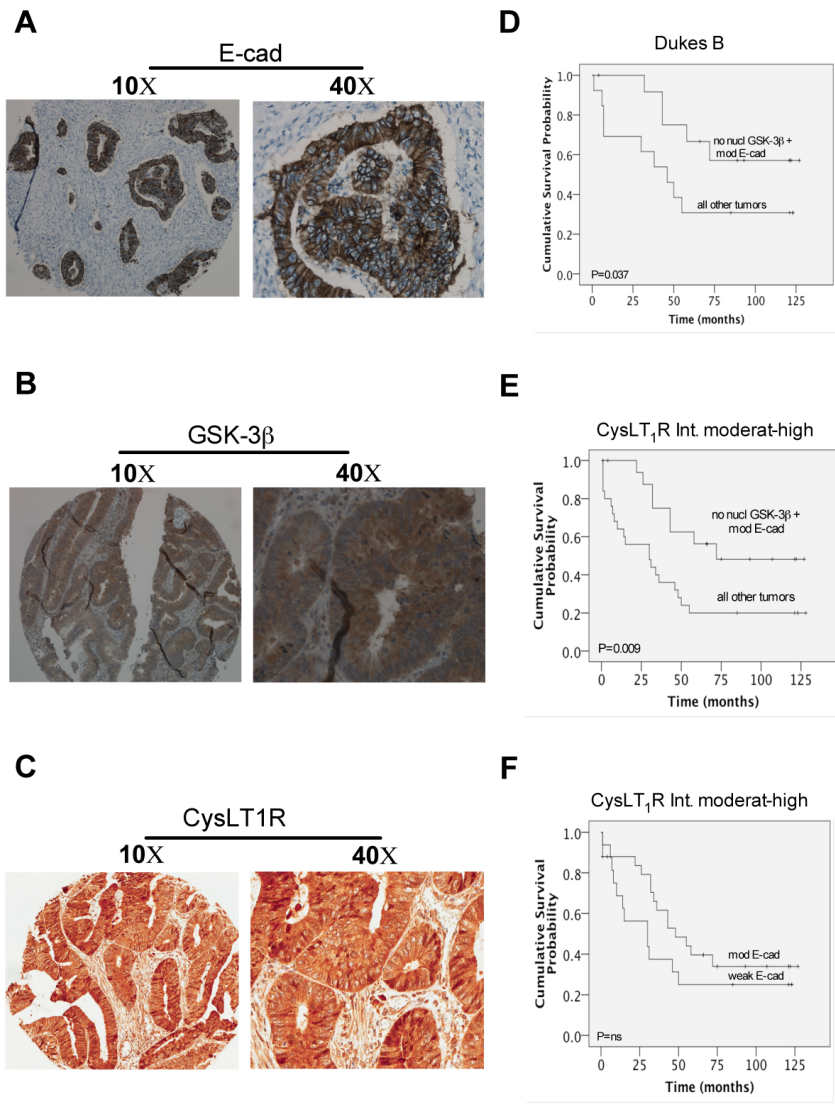 A
E-cad
10X 40X
B
GSK-3β
10X 40X
C
CysLT1R
10X 40X
D
Dukes B
Cumulative Survival Probability
1.0
0.8
0.6
0.4
0.2
0.0
no nucl GSK-3β +
mod E-cad
all other tumors
P=0.037
0 25 50 75 100 125
Time (months)
E
CysLT₁R Int. moderat-high
Cumulative Survival
Probability
1.0
0.8
0.6
0.4
0.2
0.0
no nucl GSK-3β +
mod E-cad
all other tumors
P=0.009
0 25 50 75 100 125
Time (months)
F
CysLT₁R Int. moderat-high
Cumulative Survival
Probability
1.0
0.8
0.6
0.4
0.2
0.0
mod E-cad
weak E-cad
P=ns
0 25 50 75 100 125
Time (months)